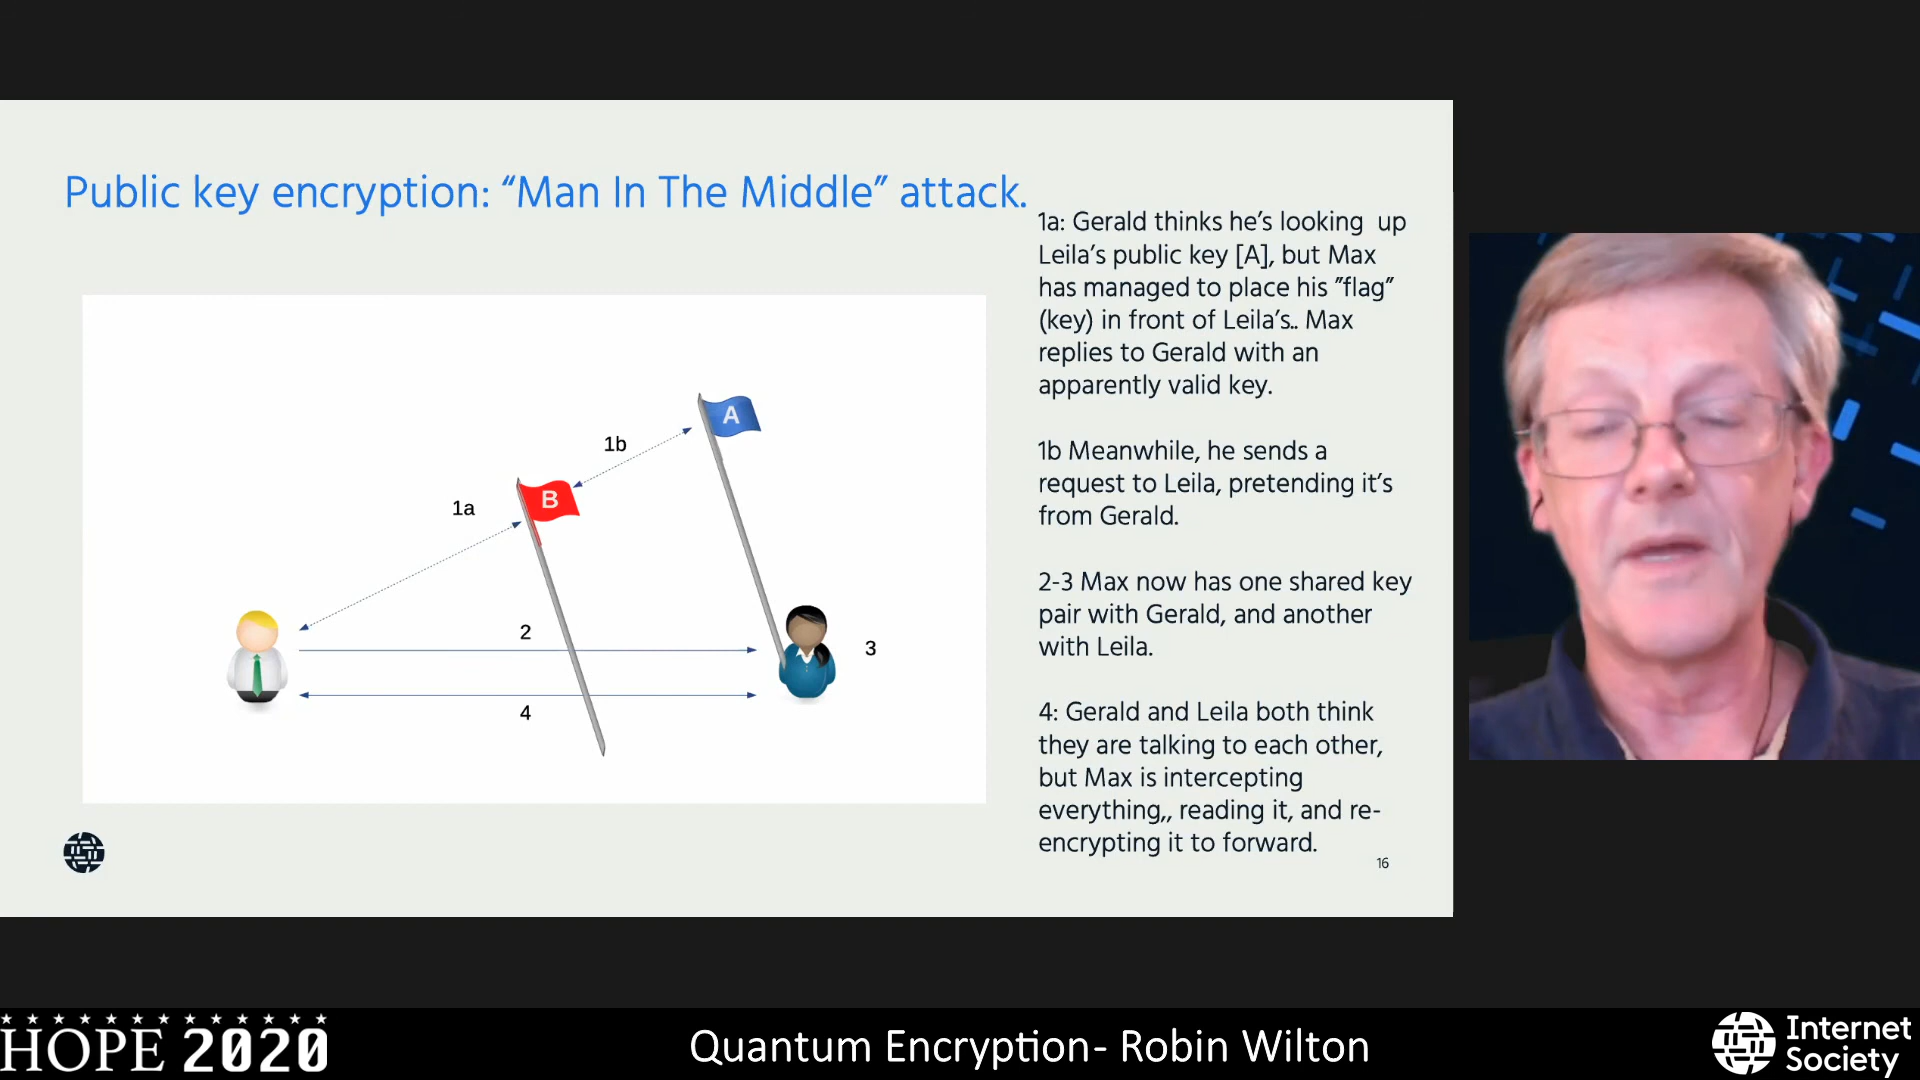 Public key encryption: “Man In The Middle” attack.
1a: Gerald thinks he’s looking  up
Leila’s public key [A], but Max
has managed to place his ”flag”
(key) in front of Leila’s.. Max
replies to Gerald with an
apparently valid key.
1b Meanwhile, he sends a
request to Leila, pretending it’s
from Gerald.
2-3 Max now has one shared key
pair with Gerald, and another
with Leila.
4: Gerald and Leila both think
they are talking to each other,
but Max is intercepting
everything,, reading it, and re-
encrypting it to forward.
A
1b
B
1a
2
3
4
16
HOPE 2020
Quantum Encryption- Robin Wilton
Internet
Society